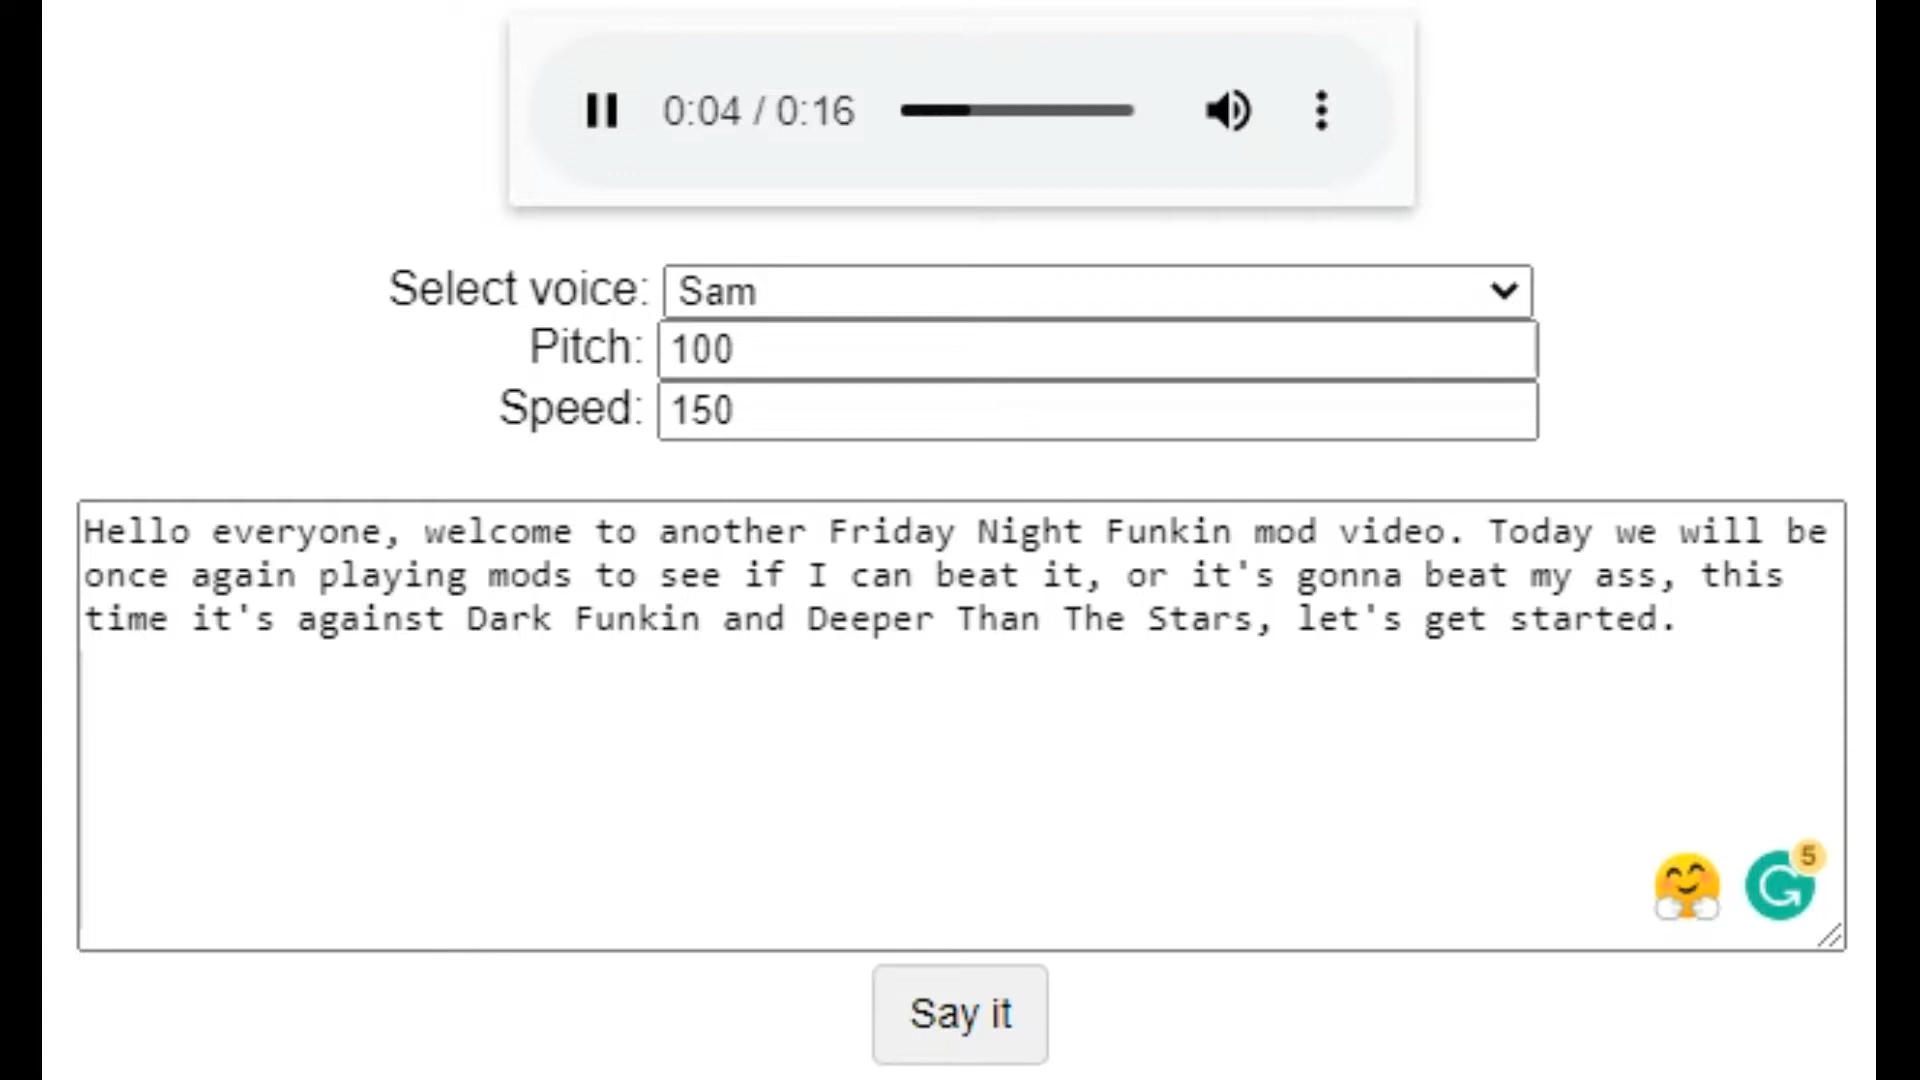 0:04 / 0:16
Select voice: Sam
Pitch: 100
Speed: 150
Hello everyone, welcome to another Friday Night Funkin mod video. Today we will be
once again playing mods to see if I can beat it, or it's gonna beat my ass, this
time it's against Dark Funkin and Deeper Than The Stars, let's get started.
5
Say it